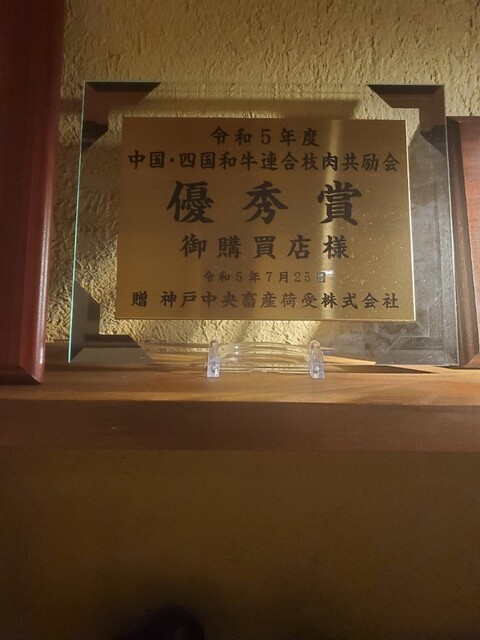 令和5年度
中国・四国和牛連合枝肉共励会
優秀賞
御購買店様
令和5年7月25日
贈 神戸中央畜産荷受株式会社